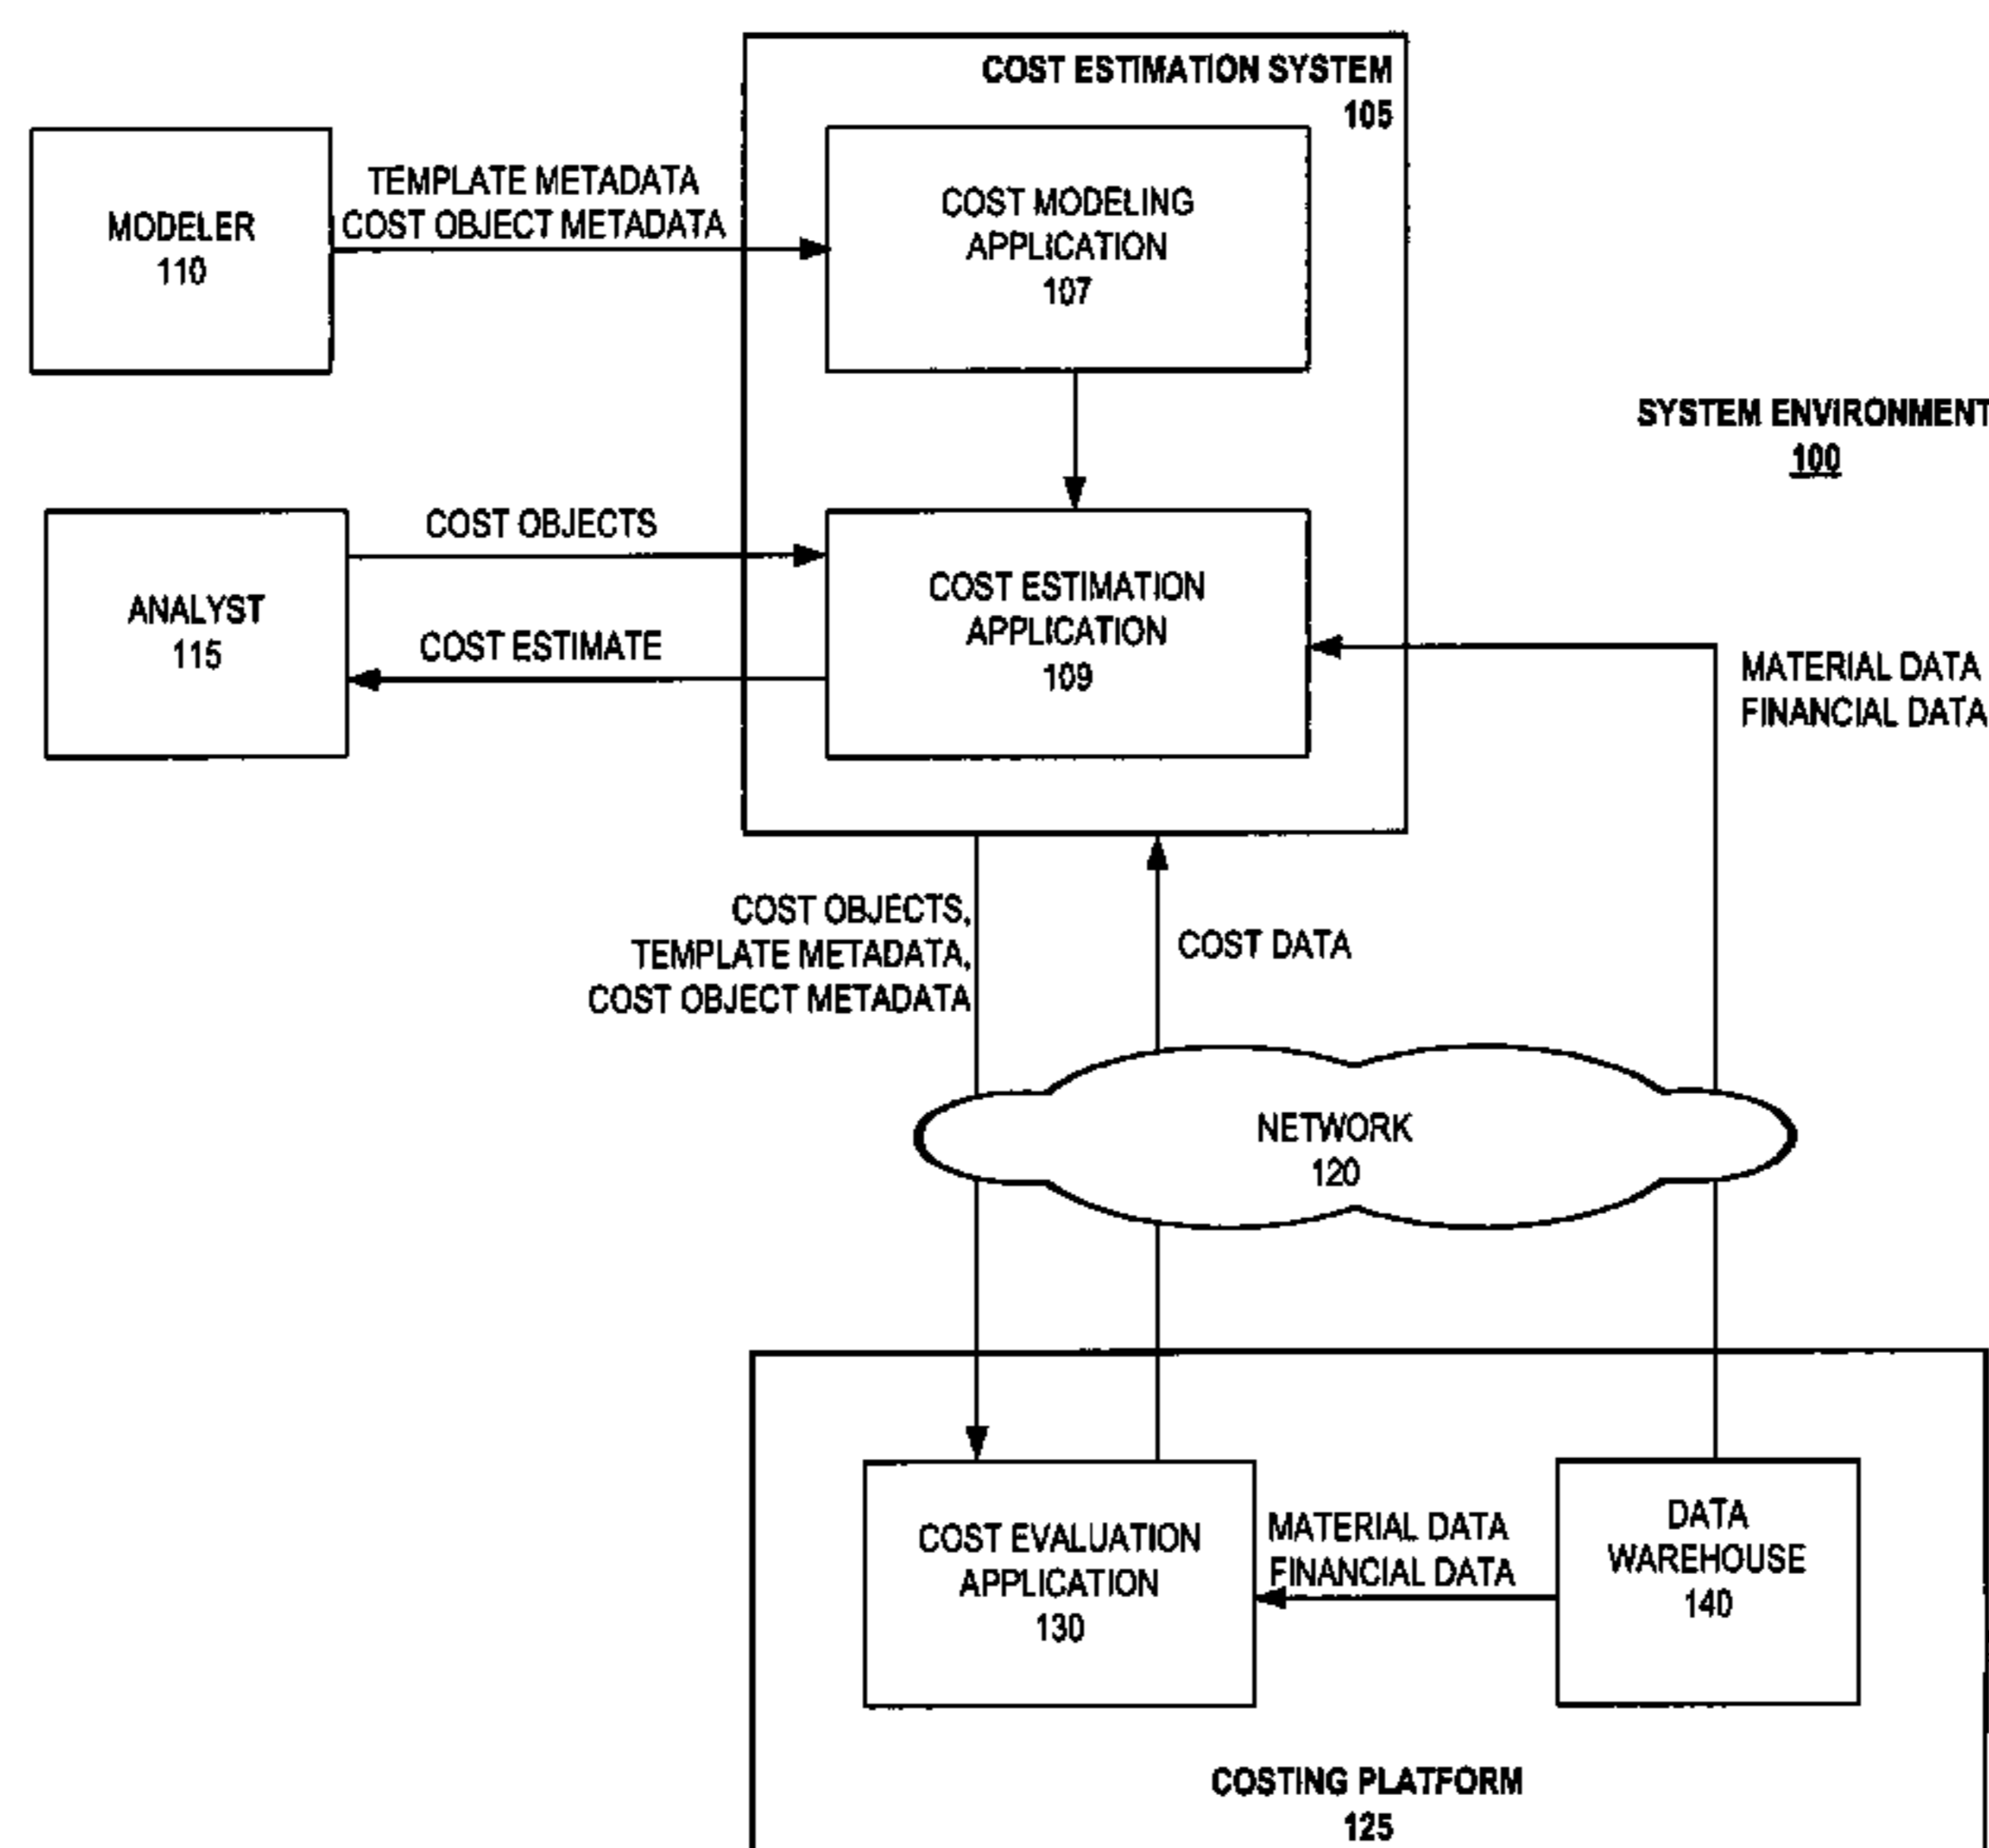 COST ESTIMATION SYSTEM
105
MODELER
110
TEMPLATE METADATA
COST OBJECT METADATA
COST MODELING
APPLICATION
107
SYSTEM ENVIRONMENT
100
ANALYST
115
COST OBJECTS
COST ESTIMATE
COST ESTIMATION
APPLICATION
109
MATERIAL DATA
FINANCIAL DATA
COST OBJECTS,
TEMPLATE METADATA,
COST OBJECT METADATA
COST DATA
NETWORK
120
COST EVALUATION
APPLICATION
130
MATERIAL DATA
FINANCIAL DATA
DATA
WAREHOUSE
140
COSTING PLATFORM
125